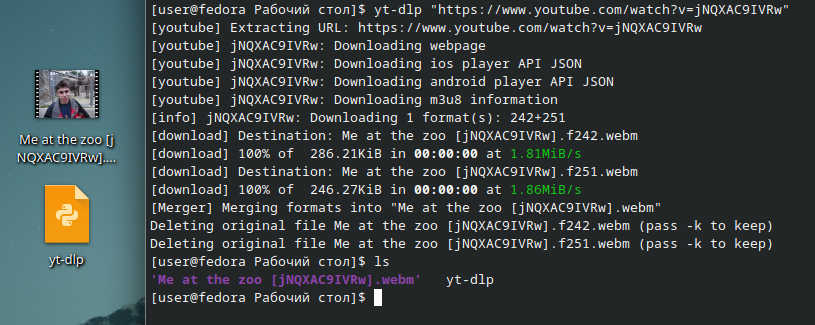 [user@fedora Рабочий стол]$ yt-dlp "https://www.youtube.com/watch?v=jNQXAC9IVRw"
[youtube] Extracting URL: https://www.youtube.com/watch?v=jNQXAC9IVRw
[youtube] jNQXAC9IVRw: Downloading webpage
[youtube] jNQXAC9IVRw: Downloading ios player API JSON
[youtube] jNQXAC9IVRw: Downloading android player API JSON
[youtube] jNQXAC9IVRw: Downloading m3u8 information
[info] jNQXAC9IVRw: Downloading 1 format(s): 242+251
[download] Destination: Me at the zoo [jNQXAC9IVRw].f242.webm
[download] 100% of  286.21KiB in 00:00:00 at 1.81MiB/s
[download] Destination: Me at the zoo [jNQXAC9IVRw].f251.webm
[download] 100% of  246.27KiB in 00:00:00 at 1.86MiB/s
[Merger] Merging formats into "Me at the zoo [jNQXAC9IVRw].webm"
Deleting original file Me at the zoo [jNQXAC9IVRw].f242.webm (pass -k to keep)
Deleting original file Me at the zoo [jNQXAC9IVRw].f251.webm (pass -k to keep)
[user@fedora Рабочий стол]$ ls
'Me at the zoo [jNQXAC9IVRw].webm'   yt-dlp
[user@fedora Рабочий стол]$
Me at the zoo [j
NQXAC9IVRw]....
yt-dlp